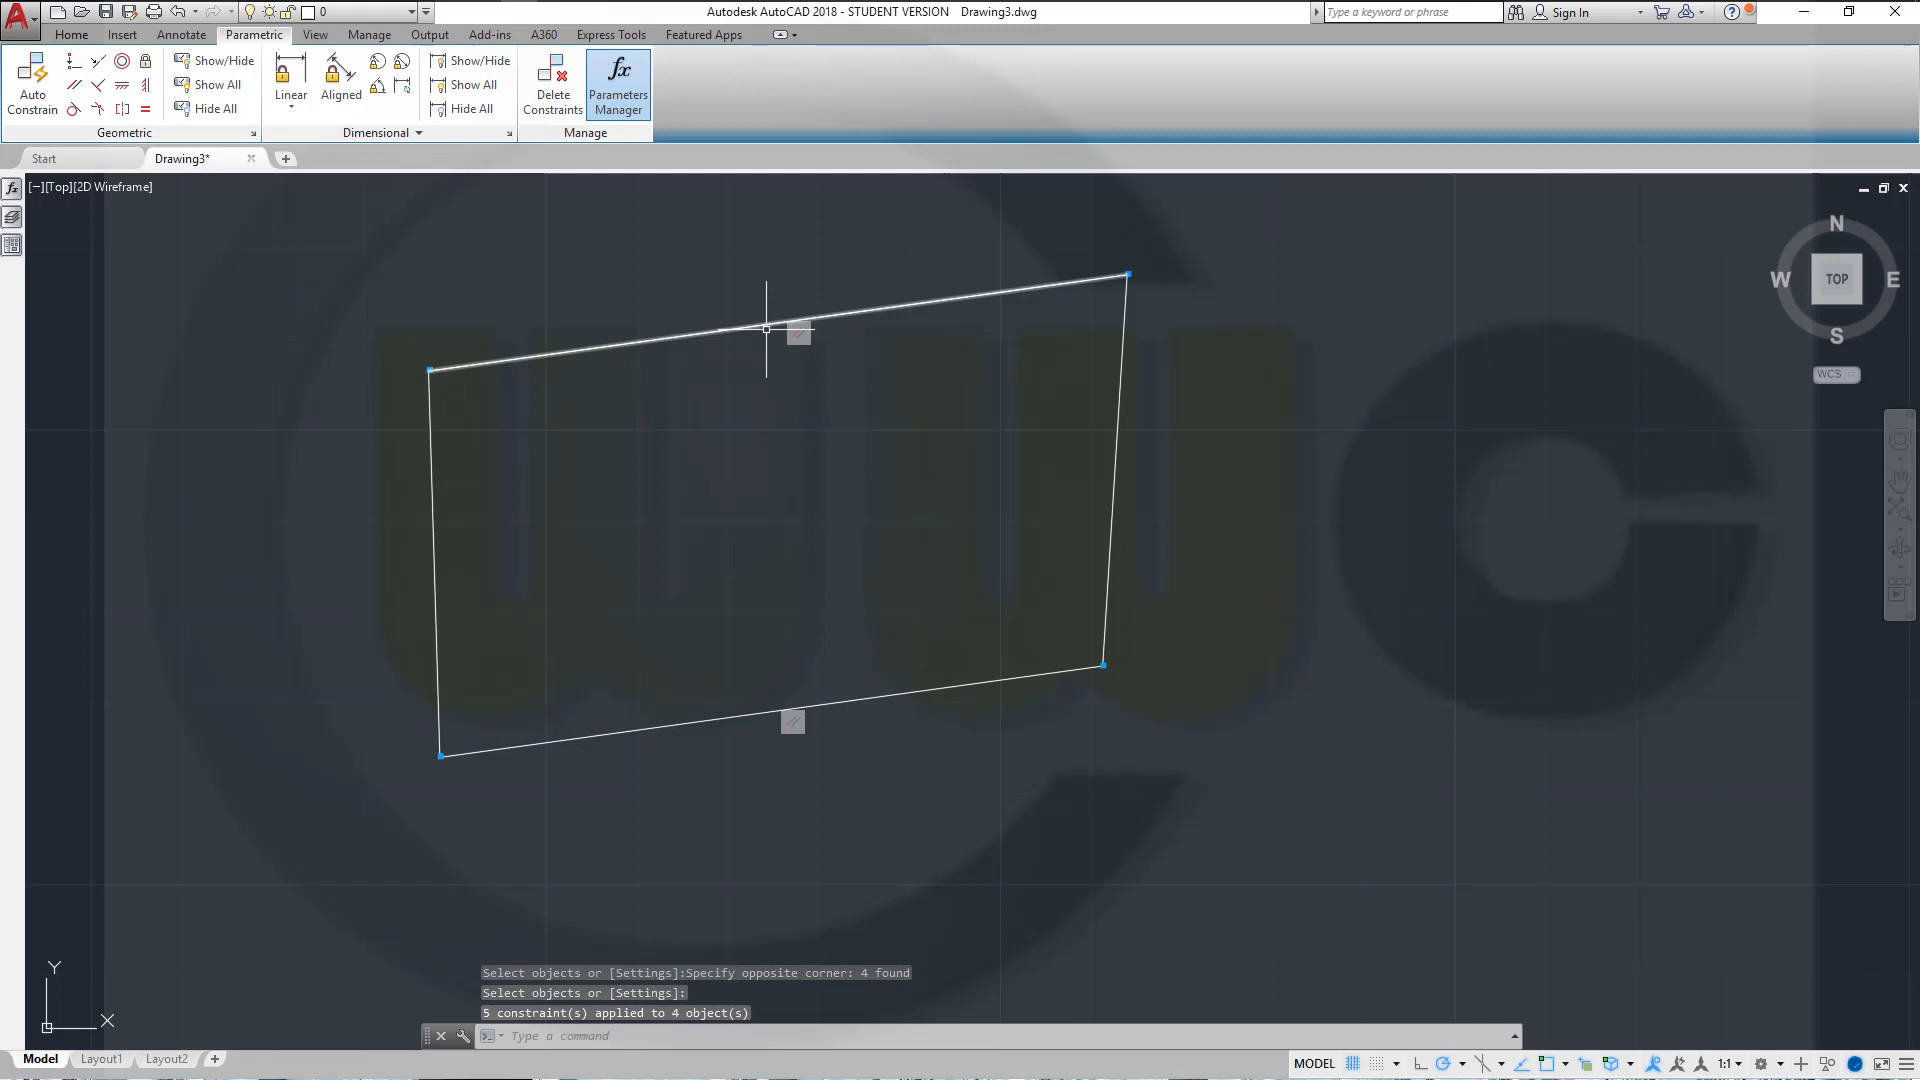 0
Autodesk AutoCAD 2018 - STUDENT VERSION Drawing3.dwg
Type a keyword or phrase
Sign In
Home Insert Annotate Parametric View Manage Output Add-ins A360 Express Tools Featured Apps
Auto Constrain
Show/Hide
Show All
Hide All
Linear
Aligned
Show/Hide
Show All
Hide All
Delete Constraints
fx
Parameters Manager
Geometric
Dimensional
Manage
Start
Drawing3*
fx
[−][Top][2D Wireframe]
N
W
TOP
E
S
WCS
Y
X
Select objects or [Settings]:Specify opposite corner: 4 found
Select objects or [Settings]:
5 constraint(s) applied to 4 object(s)
Type a command
Model Layout1 Layout2
MODEL
1:1